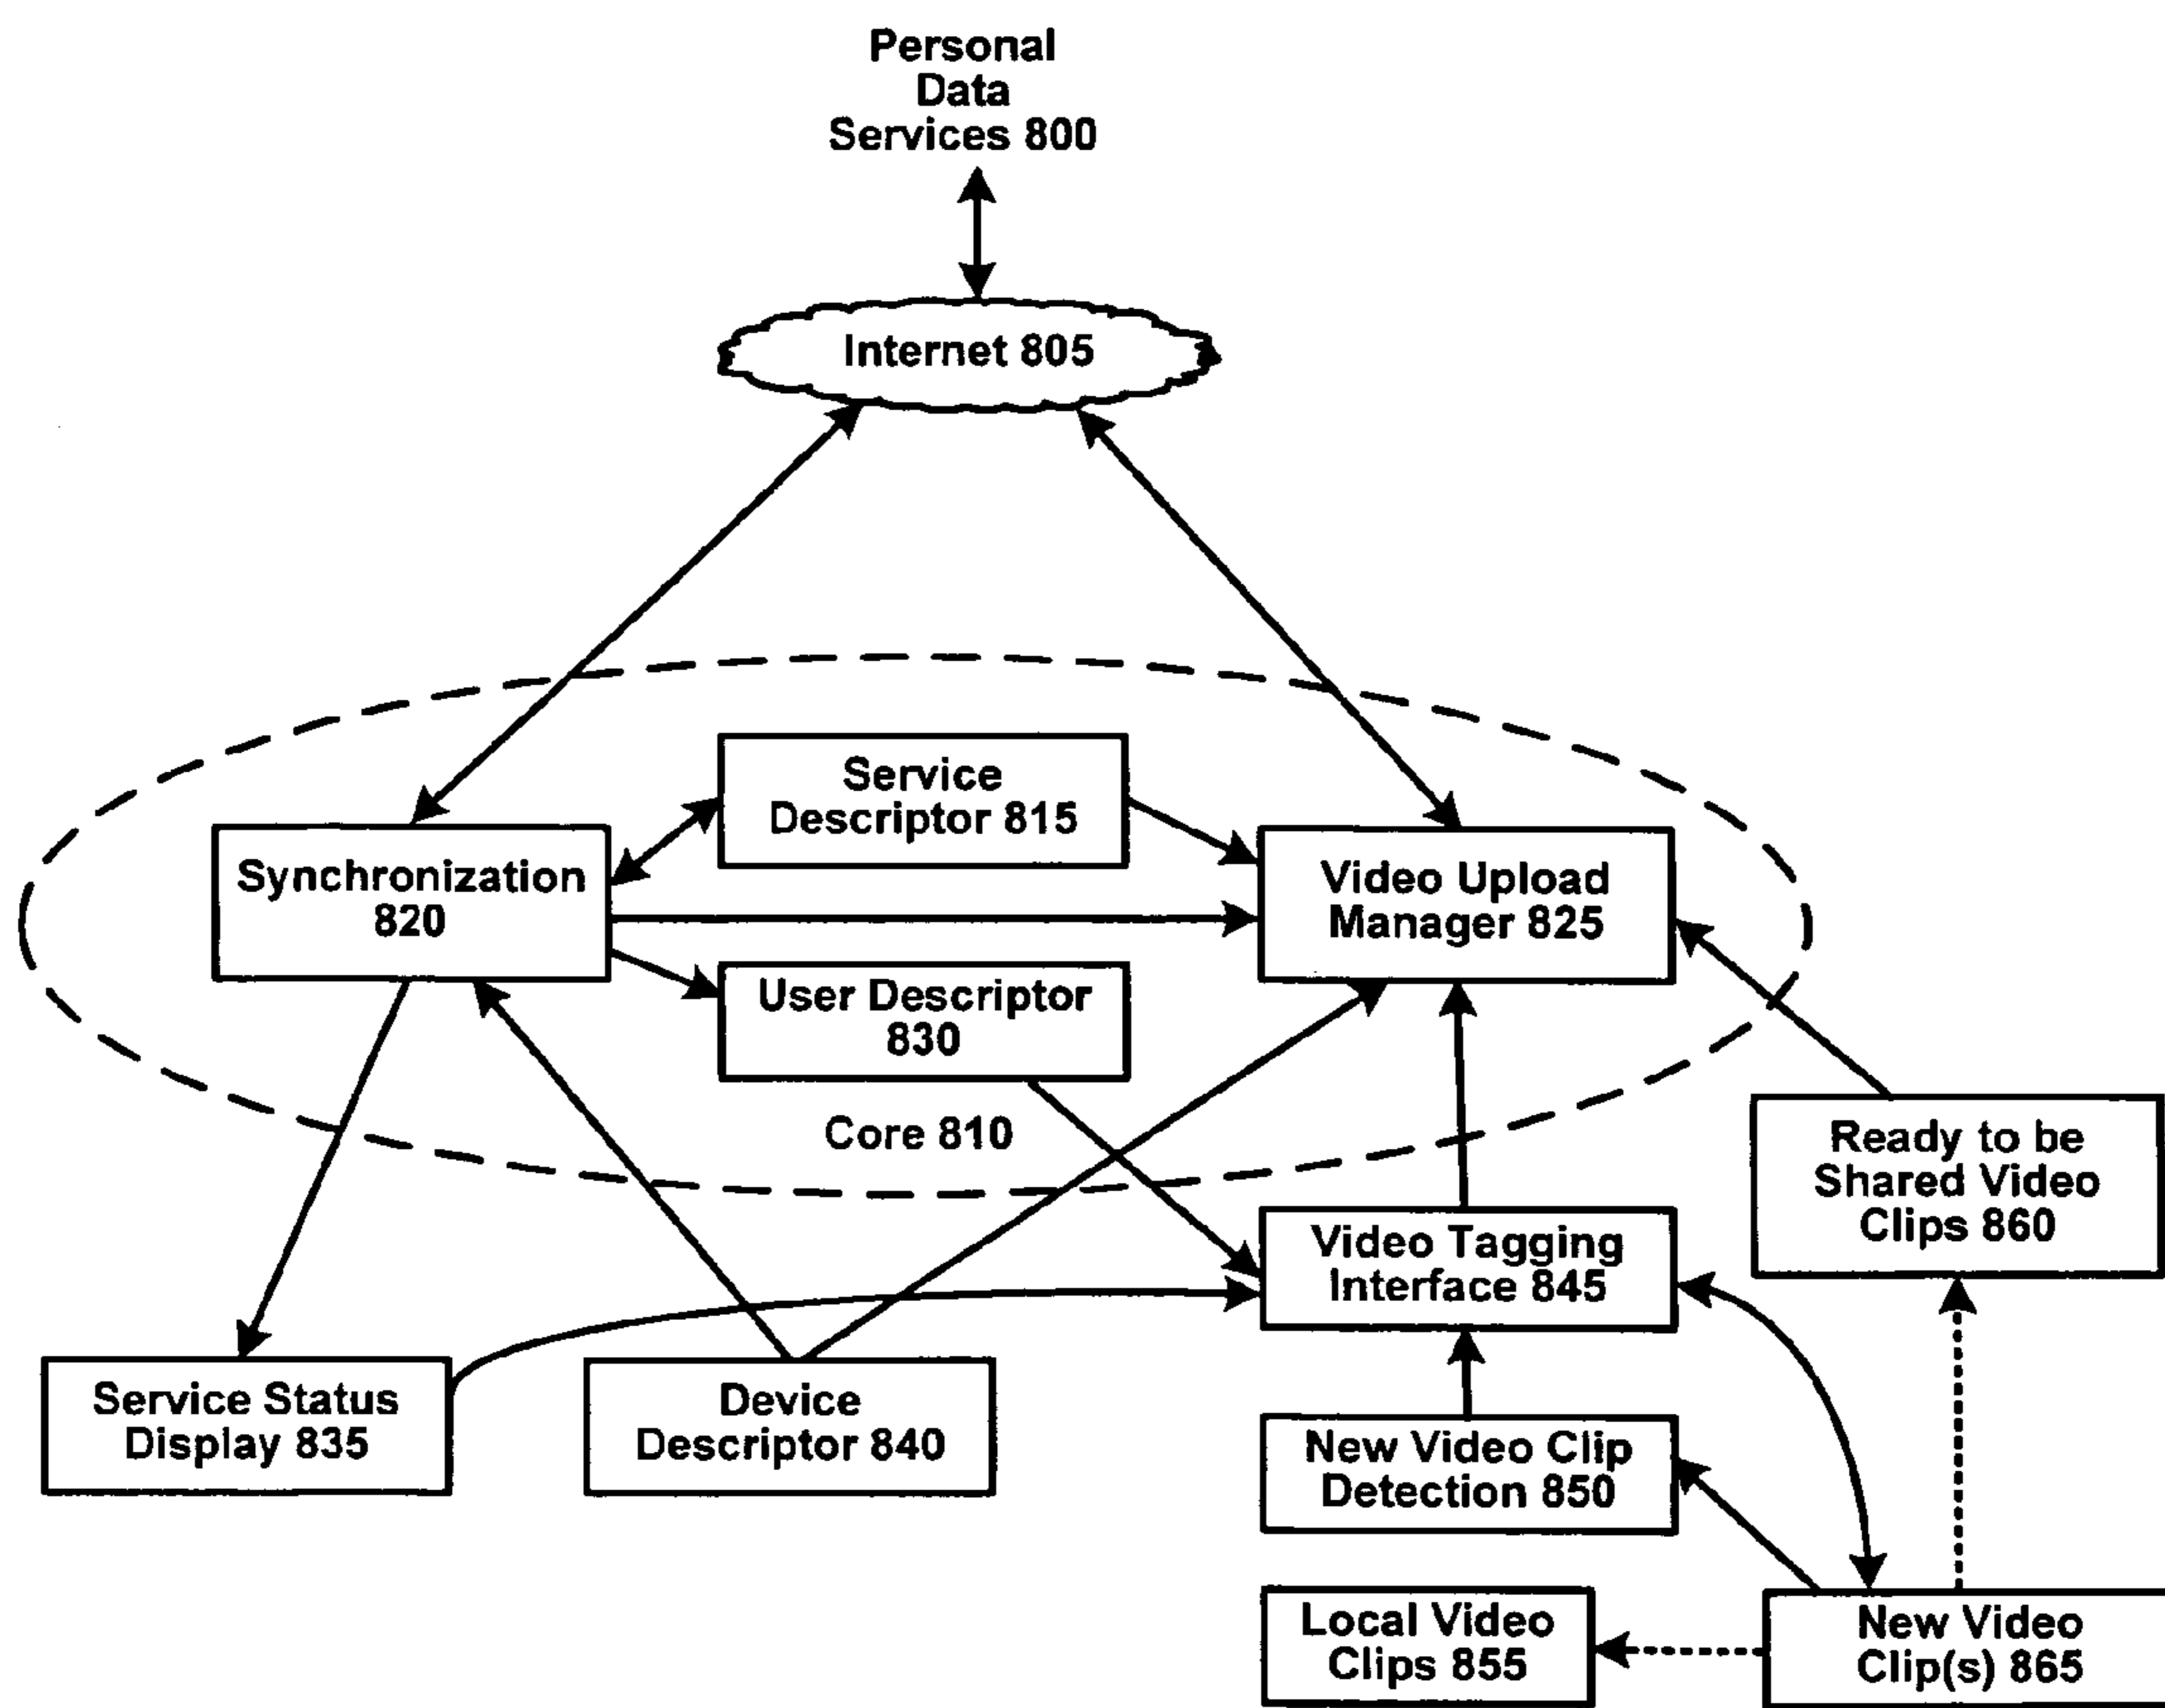 Personal
Data
Services 800
Internet 805
Service
Descriptor 815
Synchronization
820
Video Upload
Manager 825
User Descriptor
830
Core 810
Ready to be
Shared Video
Clips 860
Video Tagging
Interface 845
Service Status
Display 835
Device
Descriptor 840
New Video Clip
Detection 850
Local Video
Clips 855
New Video
Clip(s) 865